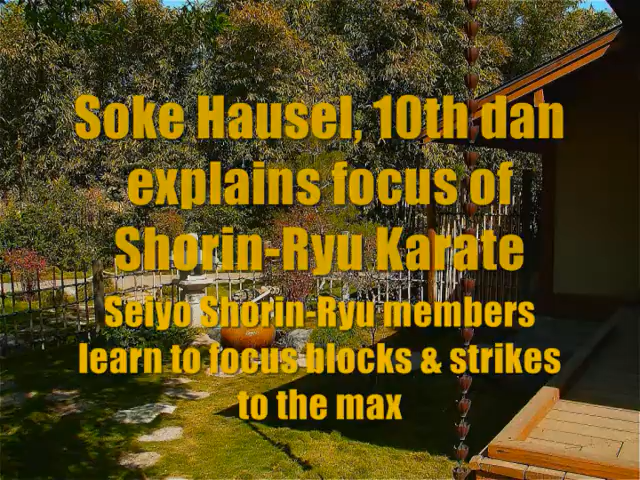 Soke Hausel, 10th dan
explains focus of
Shorin-Ryu Karate
Seiyo Shorin-Ryu members
learn to focus blocks & strikes
to the max